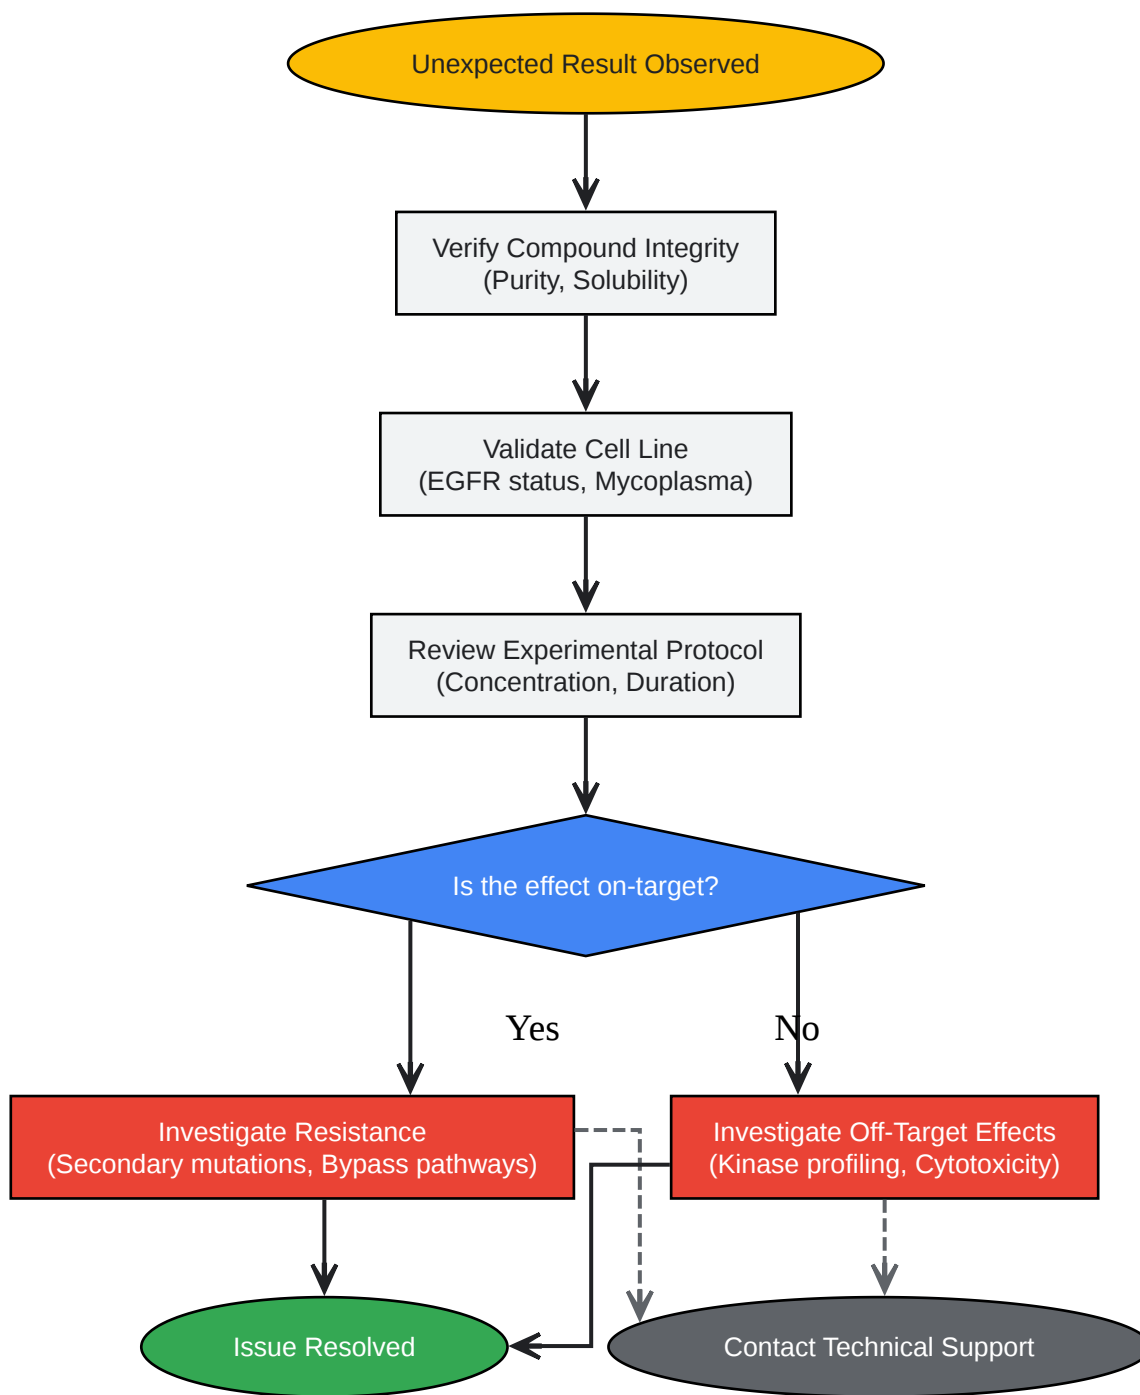 Unexpected Result Observed
Verify Compound Integrity
(Purity, Solubility)
Validate Cell Line
(EGFR status, Mycoplasma)
Review Experimental Protocol
(Concentration, Duration)
Is the effect on-target?
Yes
No
Investigate Resistance
(Secondary mutations, Bypass pathways)
Investigate Off-Target Effects
(Kinase profiling, Cytotoxicity)
Issue Resolved
Contact Technical Support